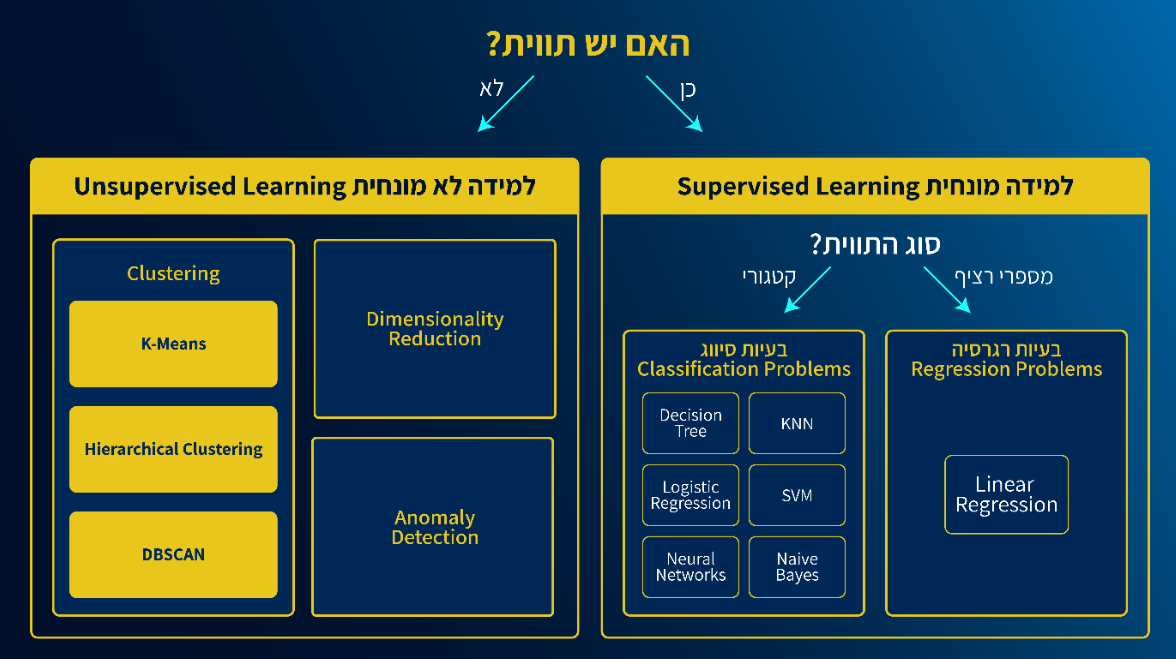 האם יש תווית?
כן
לא
למידה מונחית Supervised Learning
סוג התווית?
מספרי רציף
קטגורי
בעיות רגרסיה
Regression Problems
Linear
Regression
בעיות סיווג
Classification Problems
Decision
Tree
KNN
Logistic
Regression
SVM
Neural
Networks
Naive
Bayes
למידה לא מונחית Unsupervised Learning
Clustering
K-Means
Hierarchical Clustering
DBSCAN
Dimensionality
Reduction
Anomaly
Detection